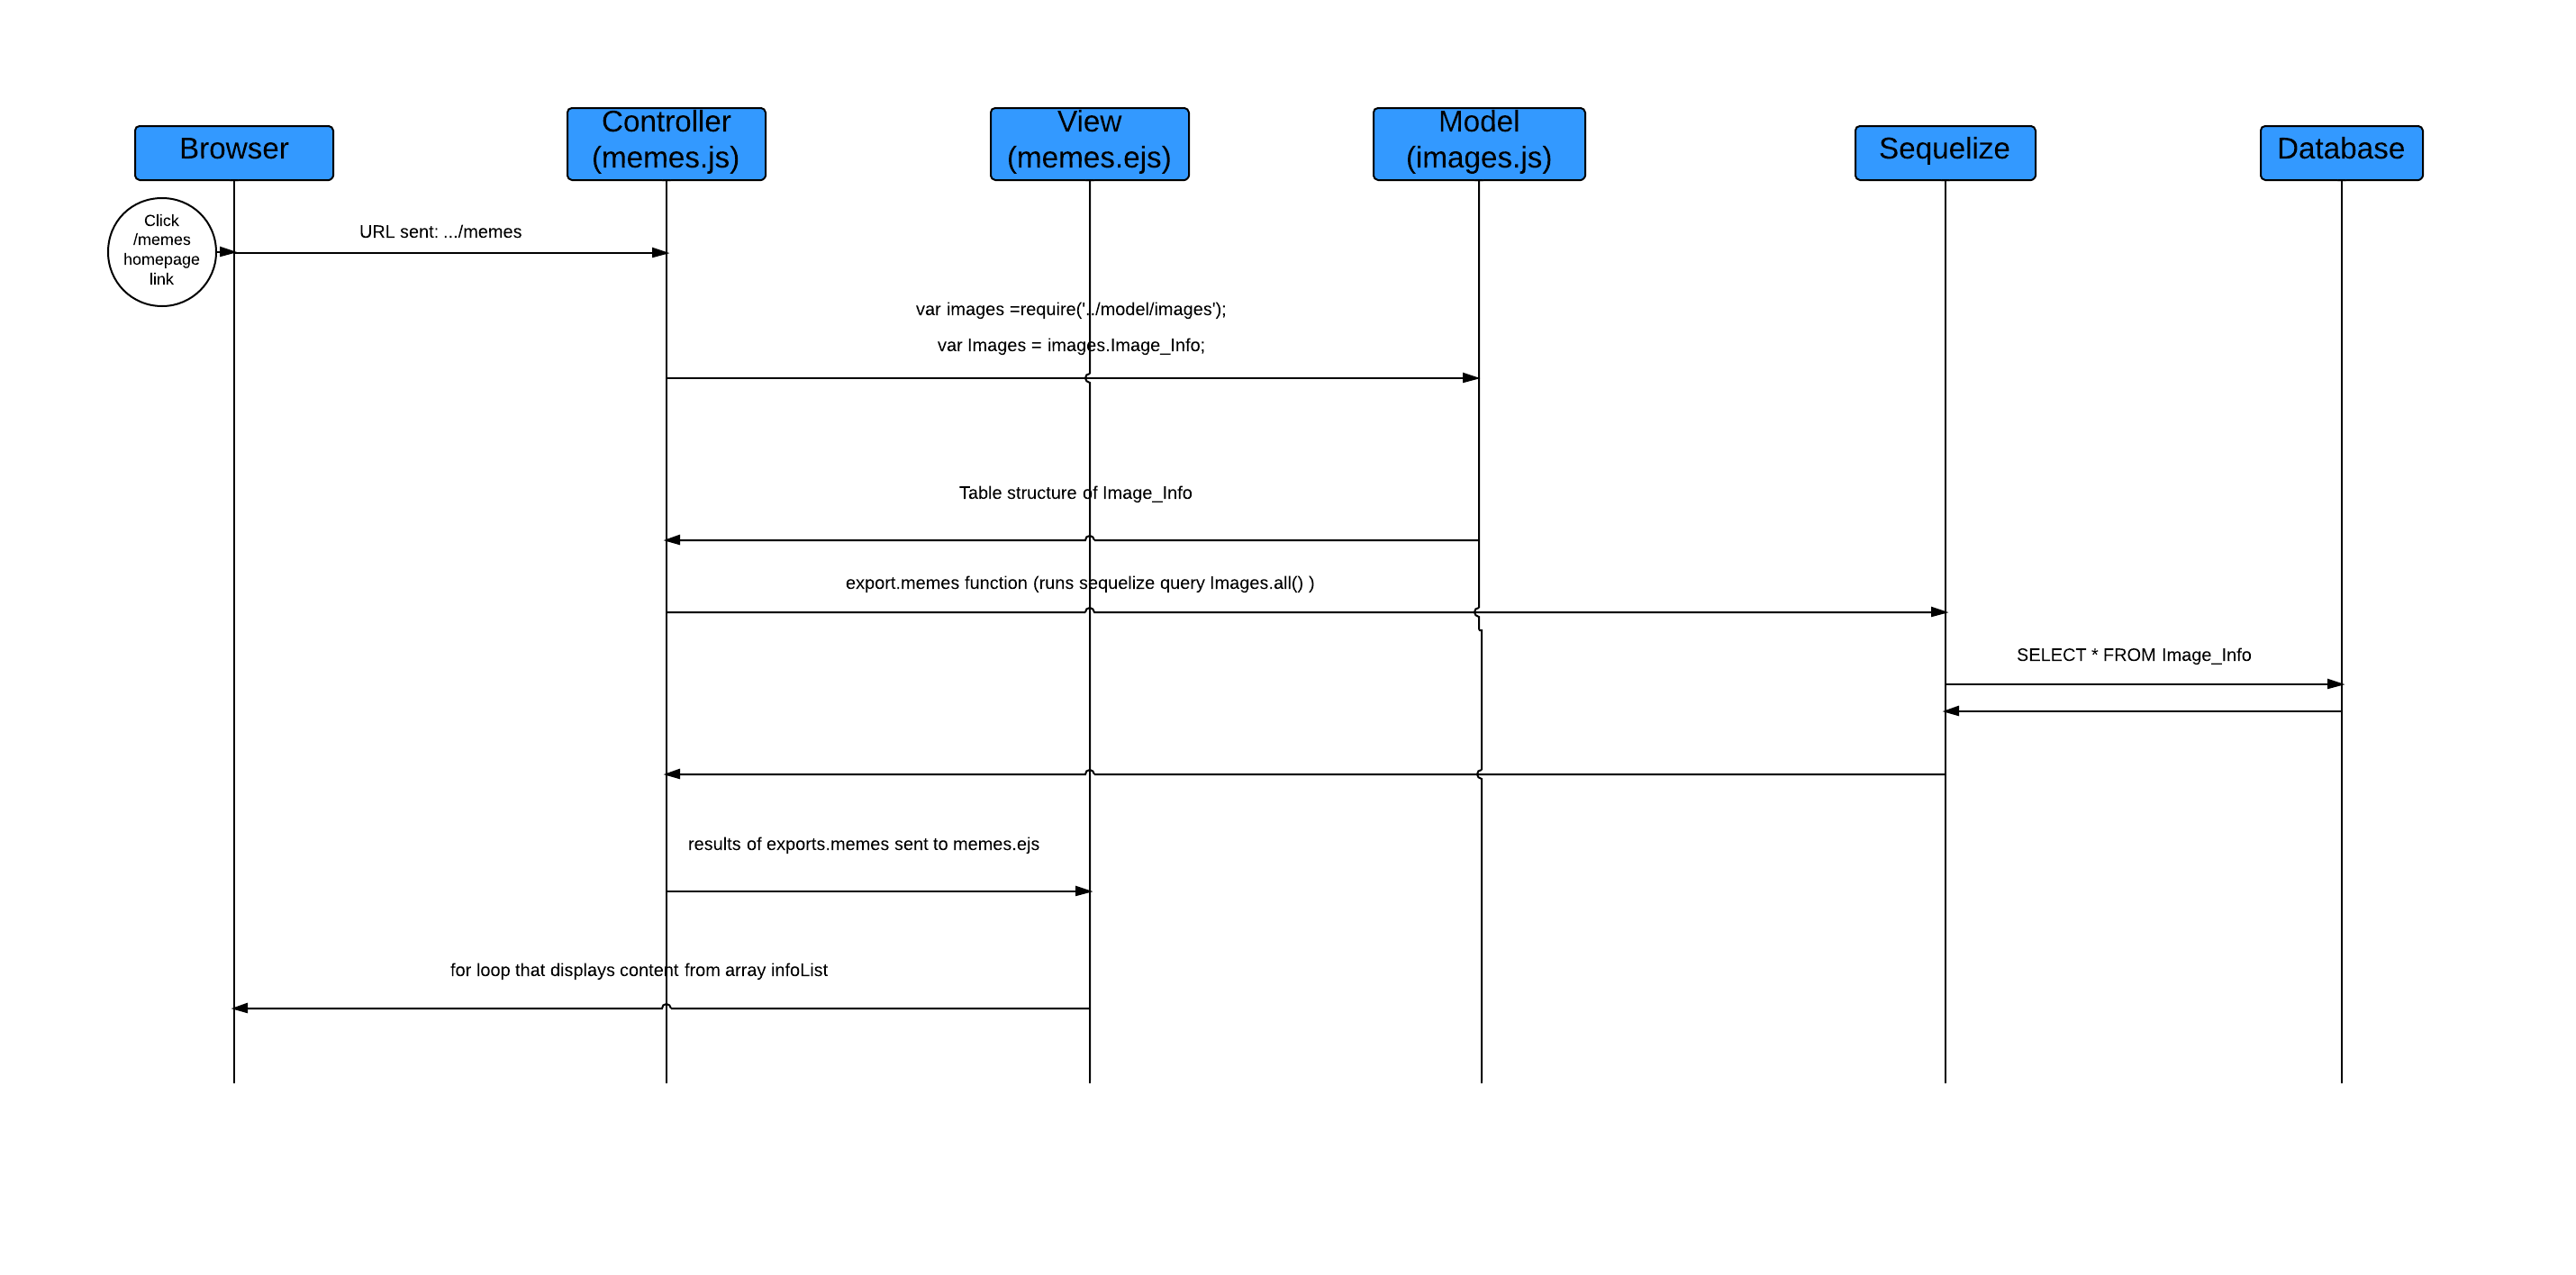 Browser
Controller
(memes.js)
View
(memes.ejs)
Model
(images.js)
Sequelize
Database
Click
/memes
homepage
link
URL sent: .../memes
var images =require('../model/images');
var Images = images.Image_Info;
Table structure of Image_Info
export.memes function (runs sequelize query Images.all() )
SELECT * FROM Image_Info
results of exports.memes sent to memes.ejs
for loop that displays content from array infoList